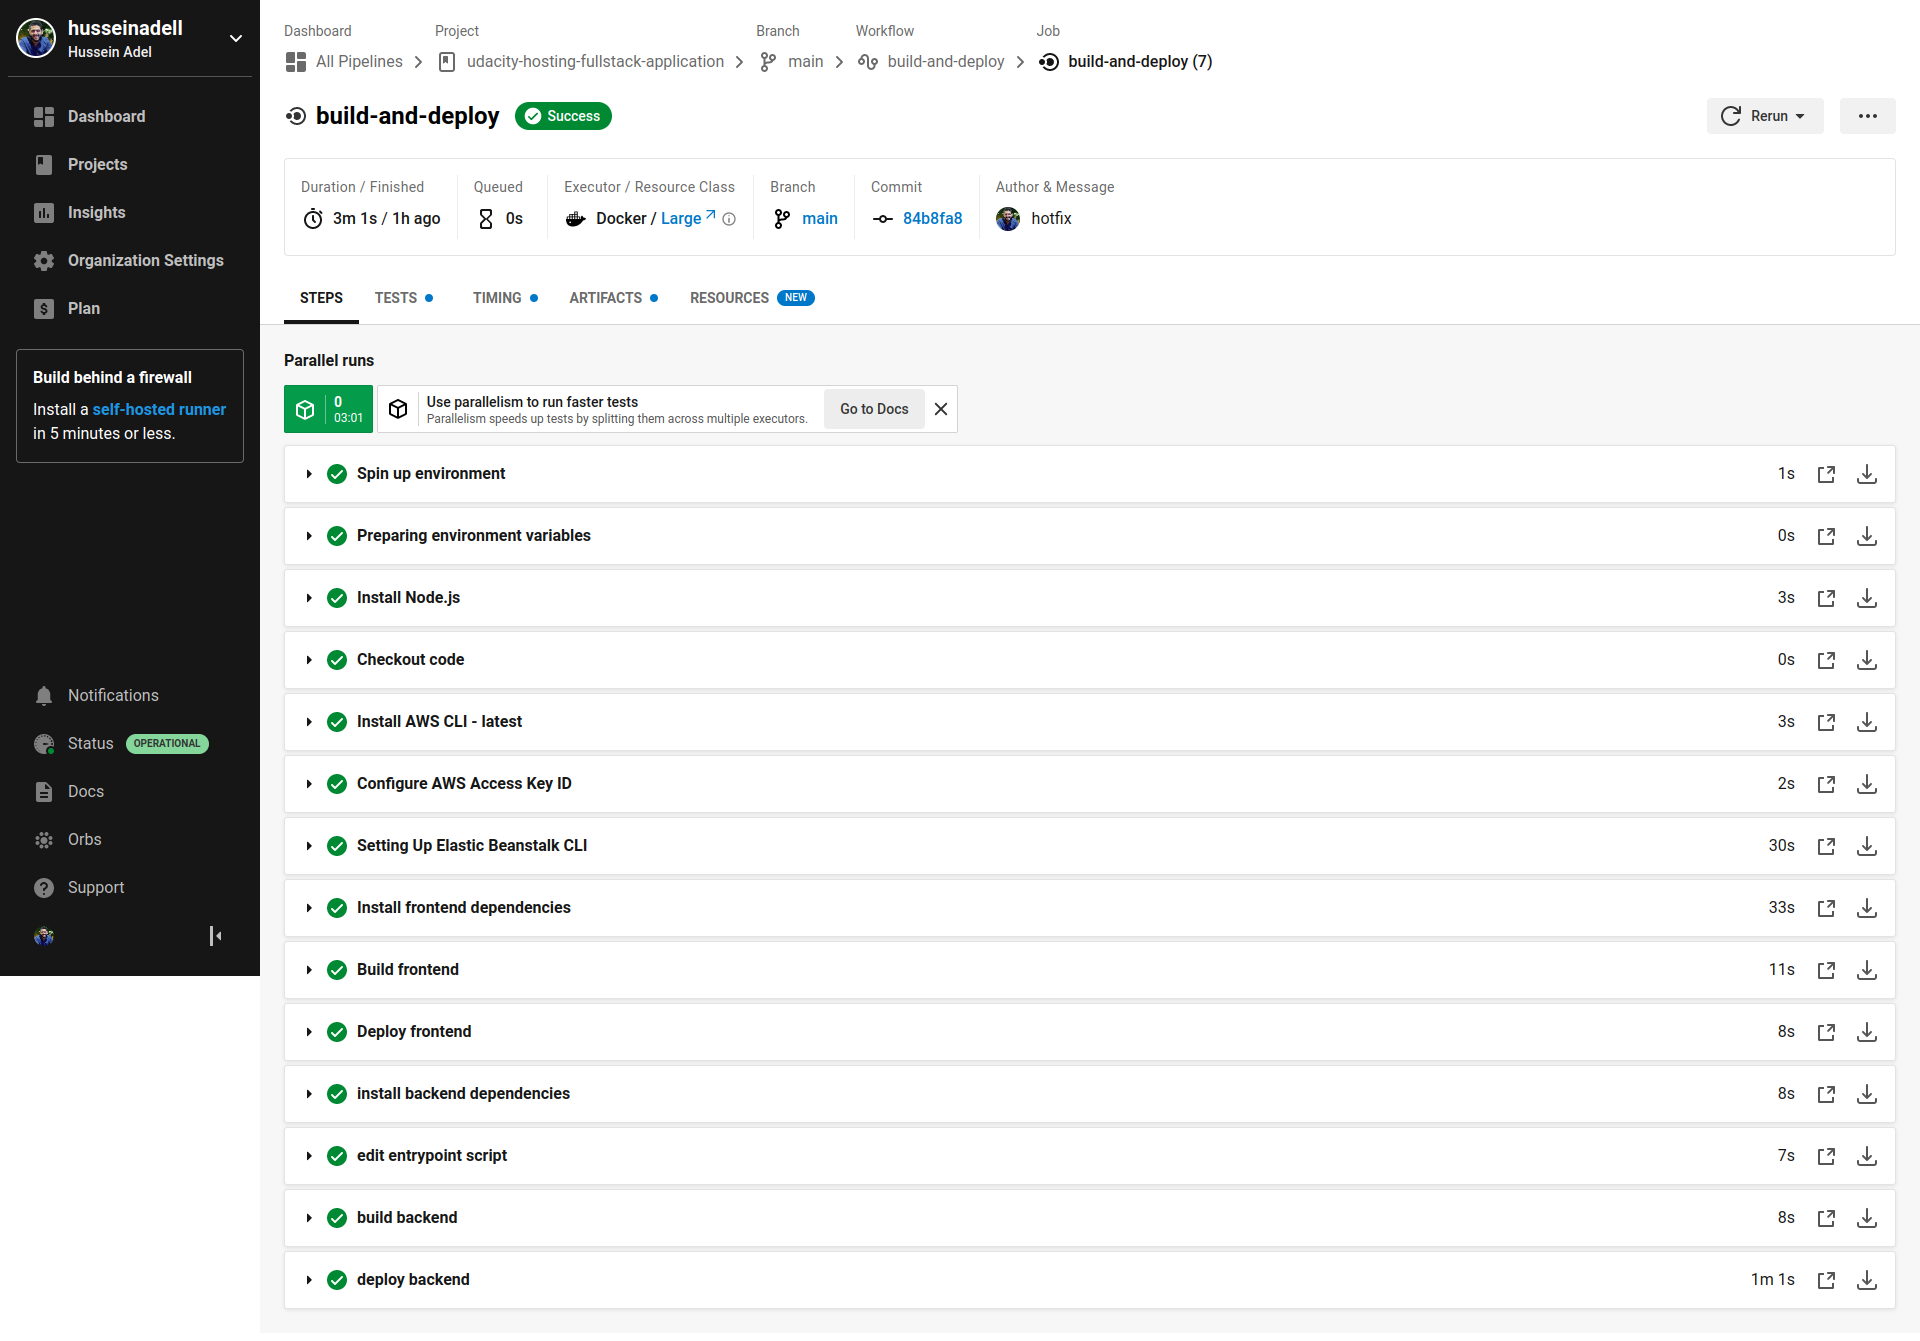 husseinadell
Hussein Adel
Dashboard
Projects
Insights
Organization Settings
Plan
Build behind a firewall
Install a self-hosted runner
in 5 minutes or less.
Notifications
Status OPERATIONAL
Docs
Orbs
Support
Dashboard Project Branch Workflow Job
All Pipelines udacity-hosting-fullstack-application main build-and-deploy build-and-deploy (7)
build-and-deploy Success Rerun
Duration / Finished Queued Executor / Resource Class Branch Commit Author & Message
3m 1s / 1h ago 0s Docker / Large main 84b8fa8 hotfix
STEPS TESTS TIMING ARTIFACTS RESOURCES NEW
Parallel runs
0
03:01
Use parallelism to run faster tests
Parallelism speeds up tests by splitting them across multiple executors.
Go to Docs
Spin up environment 1s
Preparing environment variables 0s
Install Node.js 3s
Checkout code 0s
Install AWS CLI - latest 3s
Configure AWS Access Key ID 2s
Setting Up Elastic Beanstalk CLI 30s
Install frontend dependencies 33s
Build frontend 11s
Deploy frontend 8s
install backend dependencies 8s
edit entrypoint script 7s
build backend 8s
deploy backend 1m 1s